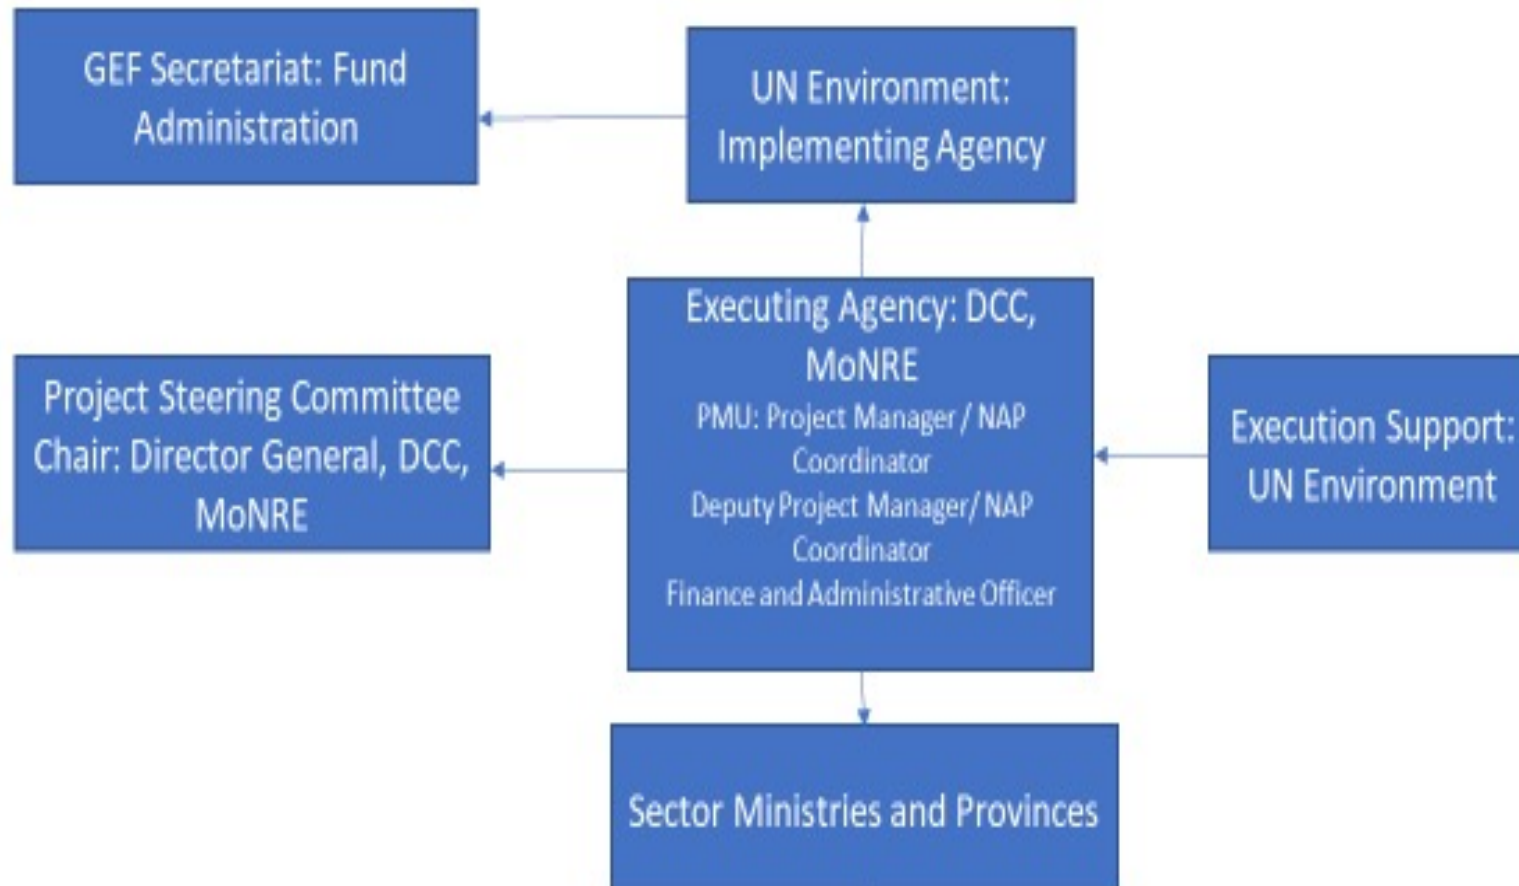 GEF Secretariat: Fund
Administration
UN Environment:
Implementing Agency
Executing Agency: DCC,
MoNRE
PMU: Project Manager / NAP
Coordinator
Deputy Project Manager/ NAP
Coordinator
Finance and Administrative Officer
Project Steering Committee
Chair: Director General, DCC,
MoNRE
Execution Support:
UN Environment
Sector Ministries and Provinces